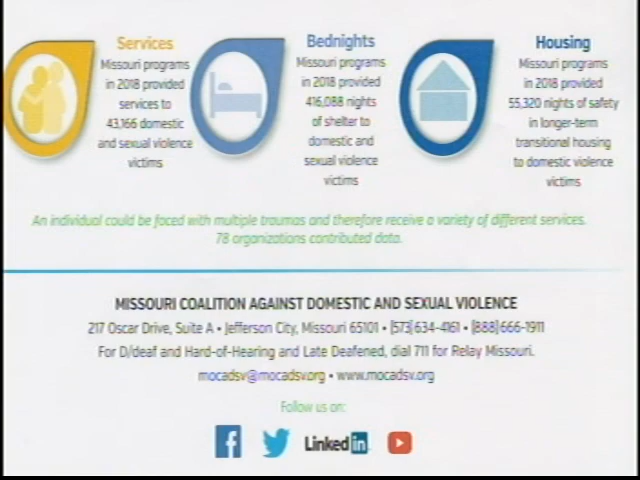 Services
Missouri programs
in 2018 provided
services to
43,166 domestic
and sexual violence
victims
Bednights
Missouri programs
in 2018 provided
416,088 nights
of shelter to
domestic and
sexual violence
victims
Housing
Missouri programs
in 2018 provided
55,320 nights of safety
in longer-term
transitional housing
to domestic violence
victims
An individual could be faced with multiple traumas and therefore receive a variety of different services.
78 organizations contributed data.
MISSOURI COALITION AGAINST DOMESTIC AND SEXUAL VIOLENCE
217 Oscar Drive, Suite A • Jefferson City, Missouri 65101 • (573) 634-4161 • (888) 666-1911
For D/deaf and Hard-of-Hearing and Late Deafened, dial 711 for Relay Missouri.
mocadsv@mocadsv.org • www.mocadsv.org
Follow us on:
f LinkedIn